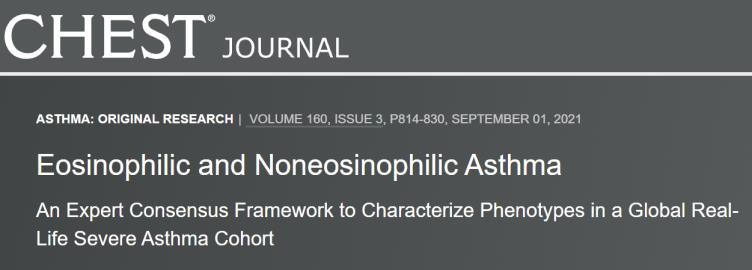 CHEST® JOURNAL
ASTHMA: ORIGINAL RESEARCH | VOLUME 160, ISSUE 3, P814-830, SEPTEMBER 01, 2021
Eosinophilic and Noneosinophilic Asthma
An Expert Consensus Framework to Characterize Phenotypes in a Global Real-
Life Severe Asthma Cohort